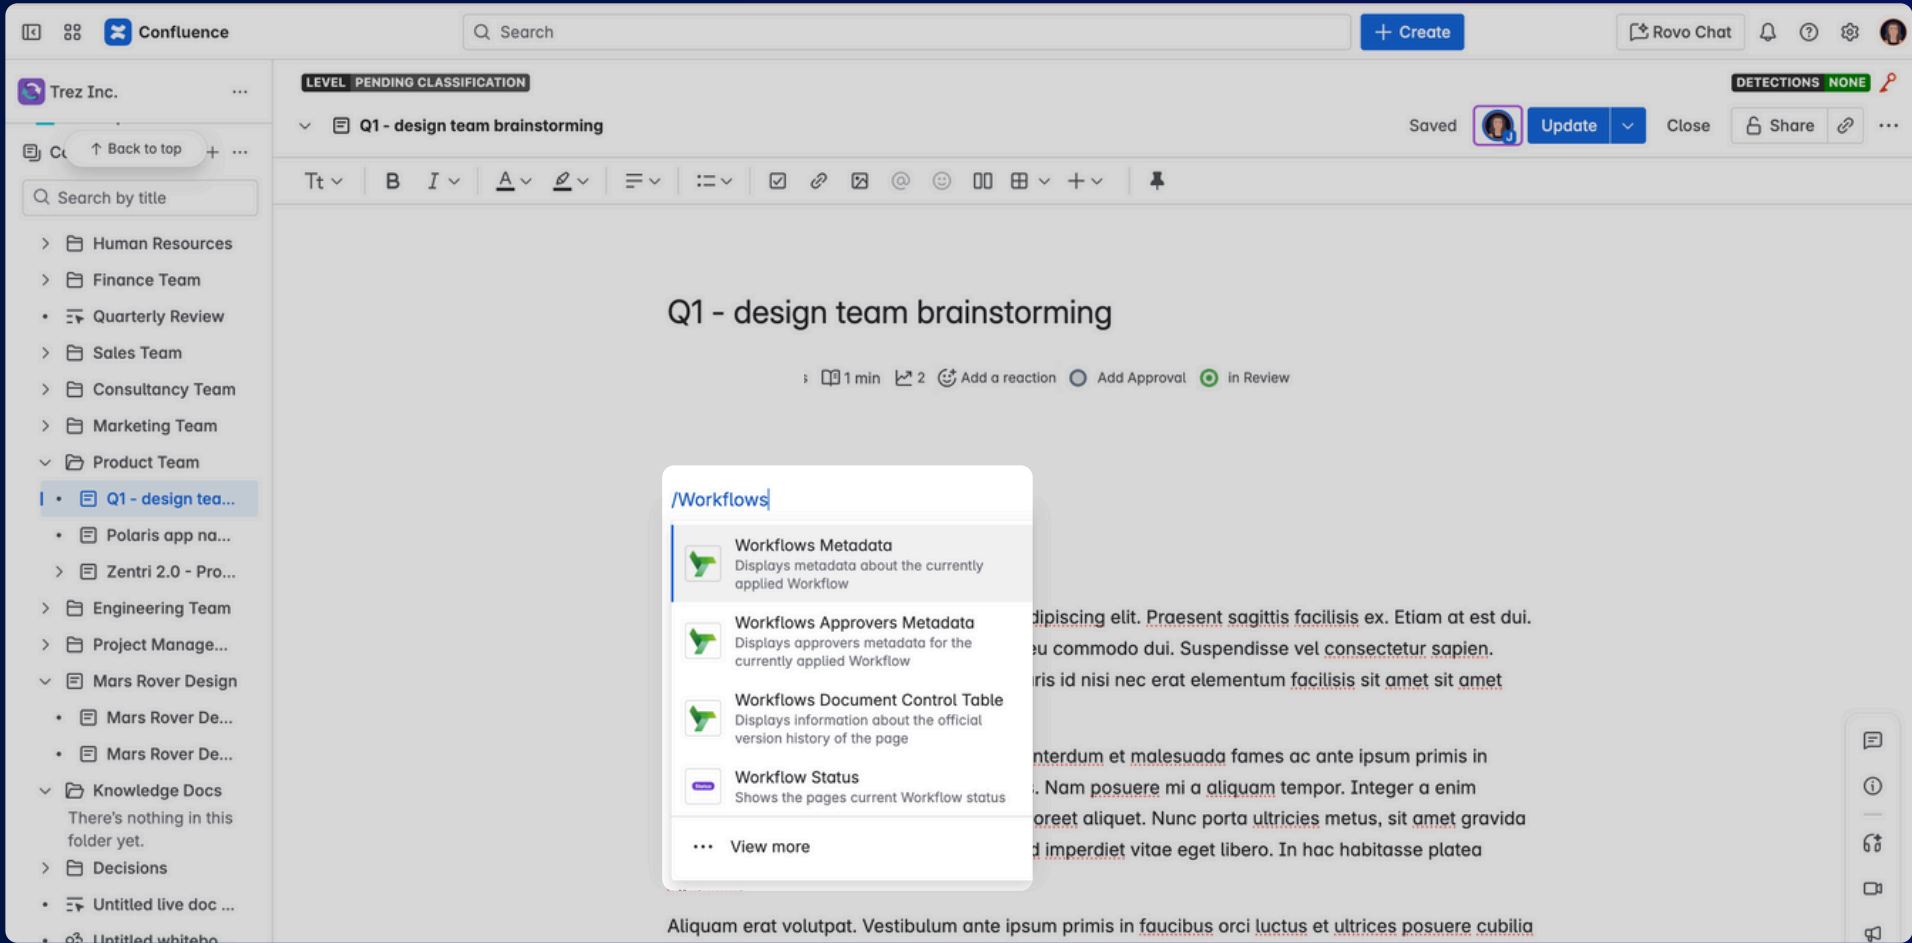 Confluence
Search
Create
Rovo Chat
Trez Inc.
Back to top
Search by title
Human Resources
Finance Team
Quarterly Review
Sales Team
Consultancy Team
Marketing Team
Product Team
Q1 - design tea...
Polaris app na...
Zentri 2.0 - Pro...
Engineering Team
Project Manage...
Mars Rover Design
Mars Rover De...
Mars Rover De...
Knowledge Docs
There's nothing in this
folder yet.
Decisions
Untitled live doc ...
Untitled whitebo
LEVEL PENDING CLASSIFICATION
DETECTIONS NONE
Q1 - design team brainstorming
Saved
Update
Close
Share
Tt
B
I
A
Q1 - design team brainstorming
1 min
2
Add a reaction
Add Approval
in Review
/Workflows
Workflows Metadata
Displays metadata about the currently
applied Workflow
Workflows Approvers Metadata
Displays approvers metadata for the
currently applied Workflow
Workflows Document Control Table
Displays information about the official
version history of the page
Status
Workflow Status
Shows the pages current Workflow status
View more
dipiscing elit. Praesent sagittis facilisis ex. Etiam at est dui.
eu commodo dui. Suspendisse vel consectetur sapien.
ris id nisi nec erat elementum facilisis sit amet sit amet
nterdum et malesuada fames ac ante ipsum primis in
. Nam posuere mi a aliquam tempor. Integer a enim
oreet aliquet. Nunc porta ultricies metus, sit amet gravida
d imperdiet vitae eget libero. In hac habitasse platea
Aliquam erat volutpat. Vestibulum ante ipsum primis in faucibus orci luctus et ultrices posuere cubilia